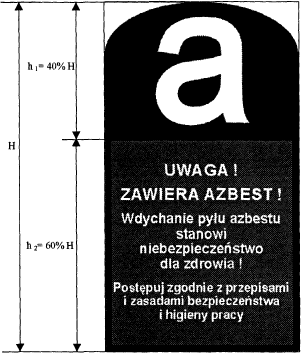 h₁= 40% H
a
H
UWAGA !
ZAWIERA AZBEST !
Wdychanie pyłu azbestu
stanowi
niebezpieczeństwo
dla zdrowia !
h₂= 60% H
Postępuj zgodnie z przepisami
i zasadami bezpieczeństwa
i higieny pracy